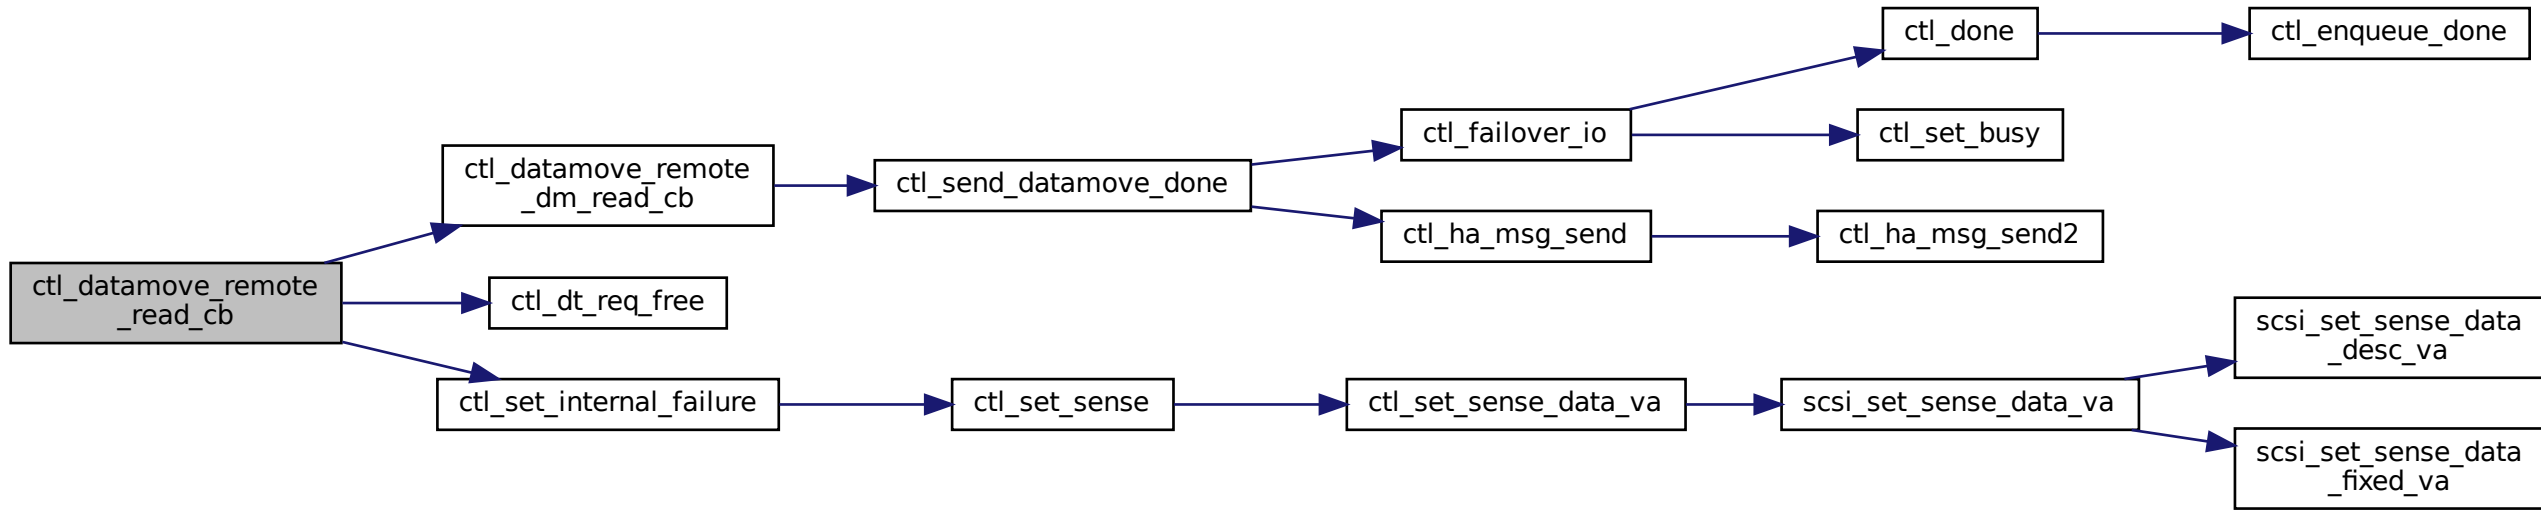 ctl_datamove_remote
_read_cb
ctl_datamove_remote
_dm_read_cb
ctl_send_datamove_done
ctl_failover_io
ctl_done
ctl_enqueue_done
ctl_set_busy
ctl_ha_msg_send
ctl_ha_msg_send2
ctl_dt_req_free
ctl_set_internal_failure
ctl_set_sense
ctl_set_sense_data_va
scsi_set_sense_data_va
scsi_set_sense_data
_desc_va
scsi_set_sense_data
_fixed_va